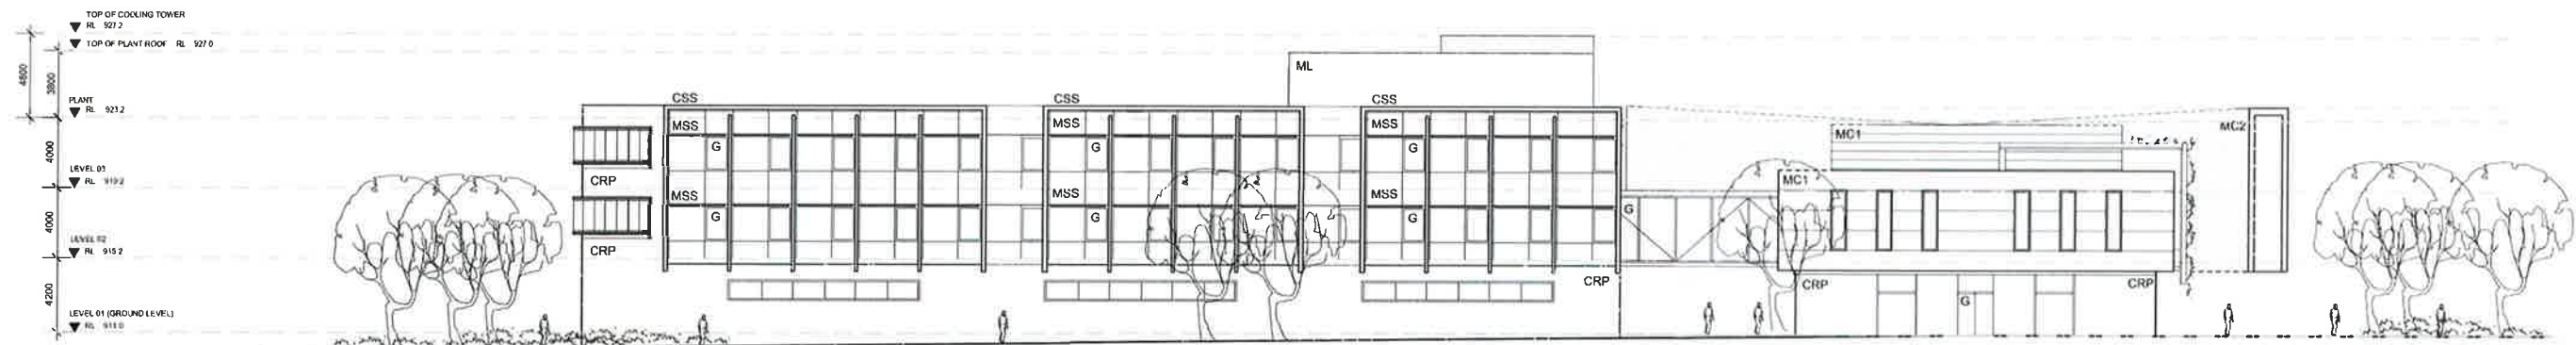 TOP OF COOLING TOWER
RL 927.2
TOP OF PLANT ROOF RL 927.0
4800
3800
PLANT
RL 923.2
4000
LEVEL 03
RL 919.2
4000
LEVEL 02
RL 915.2
4200
LEVEL 01 (GROUND LEVEL)
RL 911.0
CRP
CRP
CSS
MSS
G
MSS
G
CSS
MSS
G
MSS
G
ML
CSS
MSS
G
MSS
G
CRP
G
MC1
MC1
MC2
CRP
G
CRP